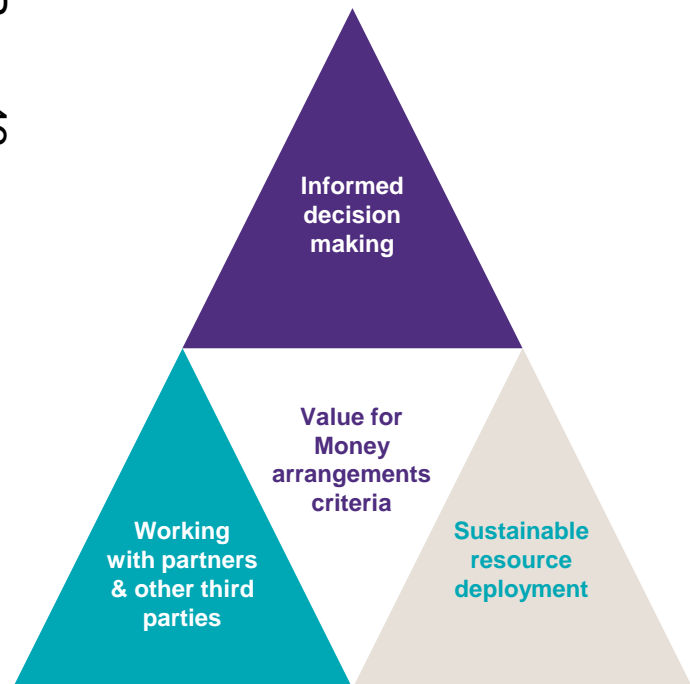 Informed
decision
making
Value for
Money
arrangements
criteria
Working
with partners
& other third
parties
Sustainable
resource
deployment